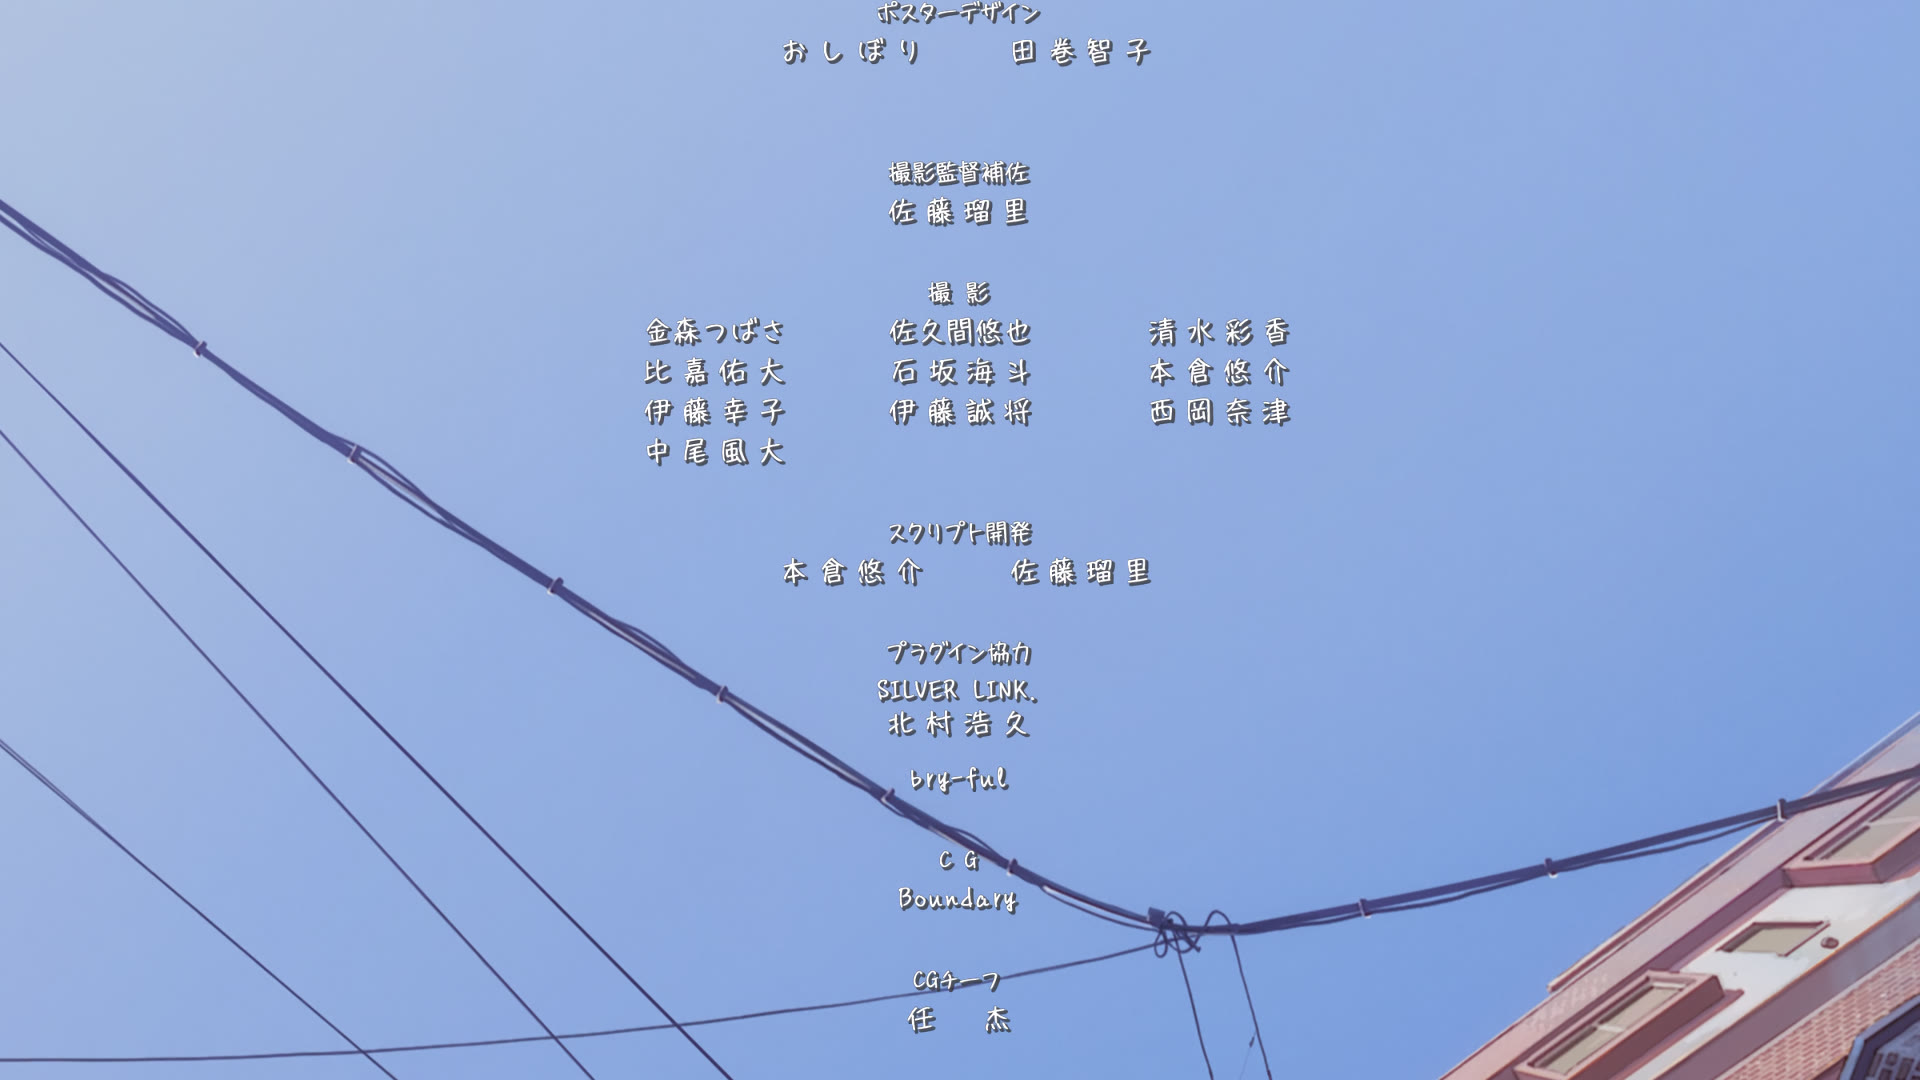 ポスターデザイン
おしぼり　田巻智子
撮影監督補佐
佐藤瑠里
撮影
金森つばさ　佐久間悠也　清水彩香
比嘉佑大　石坂海斗　本倉悠介
伊藤幸子　伊藤誠将　西岡奈津
中尾風大
スクリプト開発
本倉悠介　佐藤瑠里
プラグイン協力
SILVER LINK.
北村浩久
bry-ful
CG
Boundary
CGチーフ
任　杰